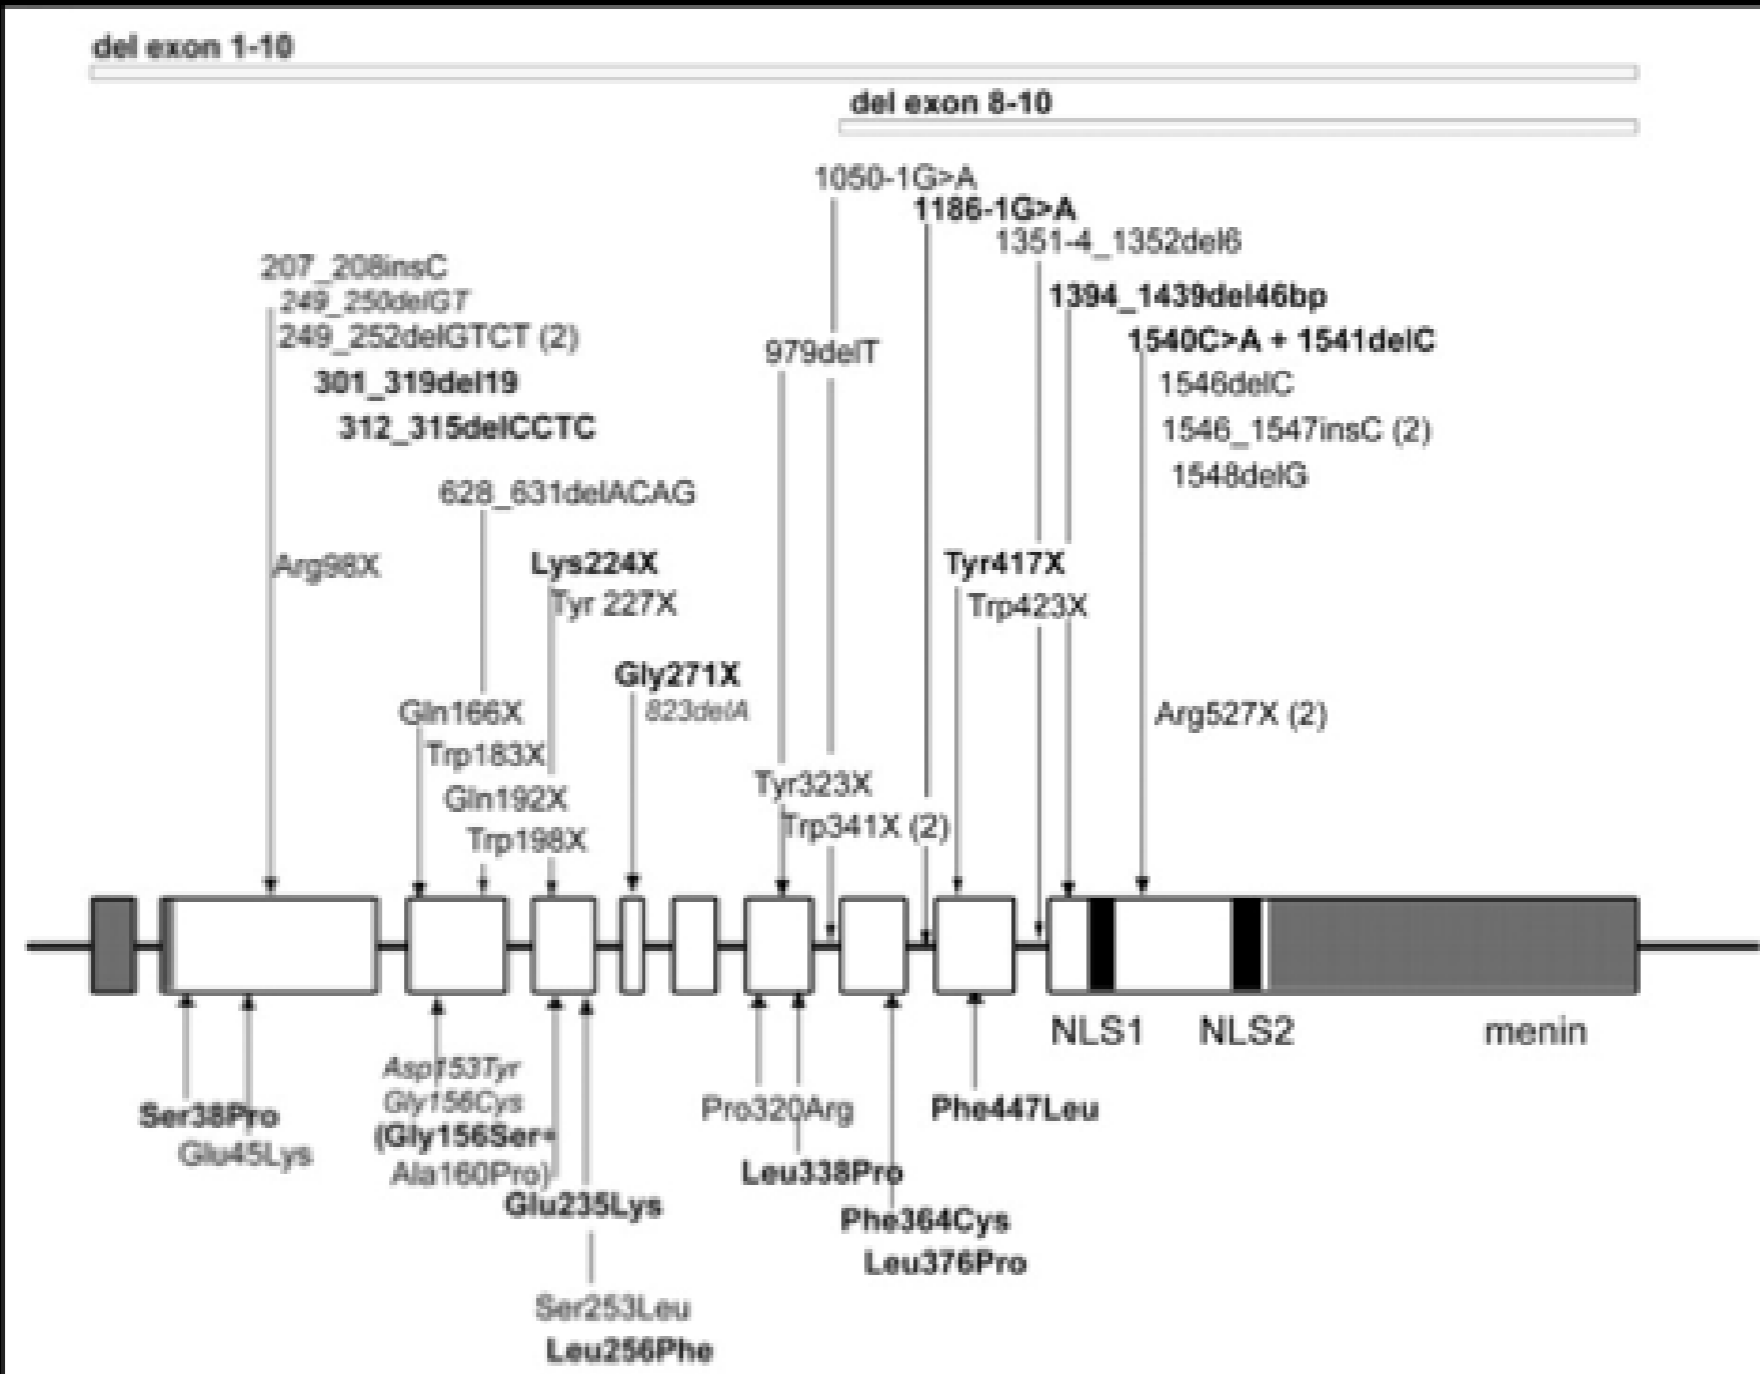 del exon 1-10
del exon 8-10
1050-1G>A
1186-1G>A
1351-4_1352del6
207_208insC
249_250delGT
249_252delGTCT (2)
301_319del19
312_315delCCTC
1394_1439del46bp
1540C>A + 1541delC
979delT
1546delC
1546_1547insC (2)
1548delG
628_631delACAG
Arg98X
Lys224X
Tyr 227X
Tyr417X
Trp423X
Gly271X
823delA
Gln166X
Trp183X
Gln192X
Trp198X
Arg527X (2)
Tyr323X
Trp341X (2)
NLS1
NLS2
menin
Ser38Pro
Glu45Lys
Asp153Tyr
Gly156Cys
(Gly156Ser+
Ala160Pro)
Glu235Lys
Ser253Leu
Leu256Phe
Pro320Arg
Leu338Pro
Phe364Cys
Leu376Pro
Phe447Leu